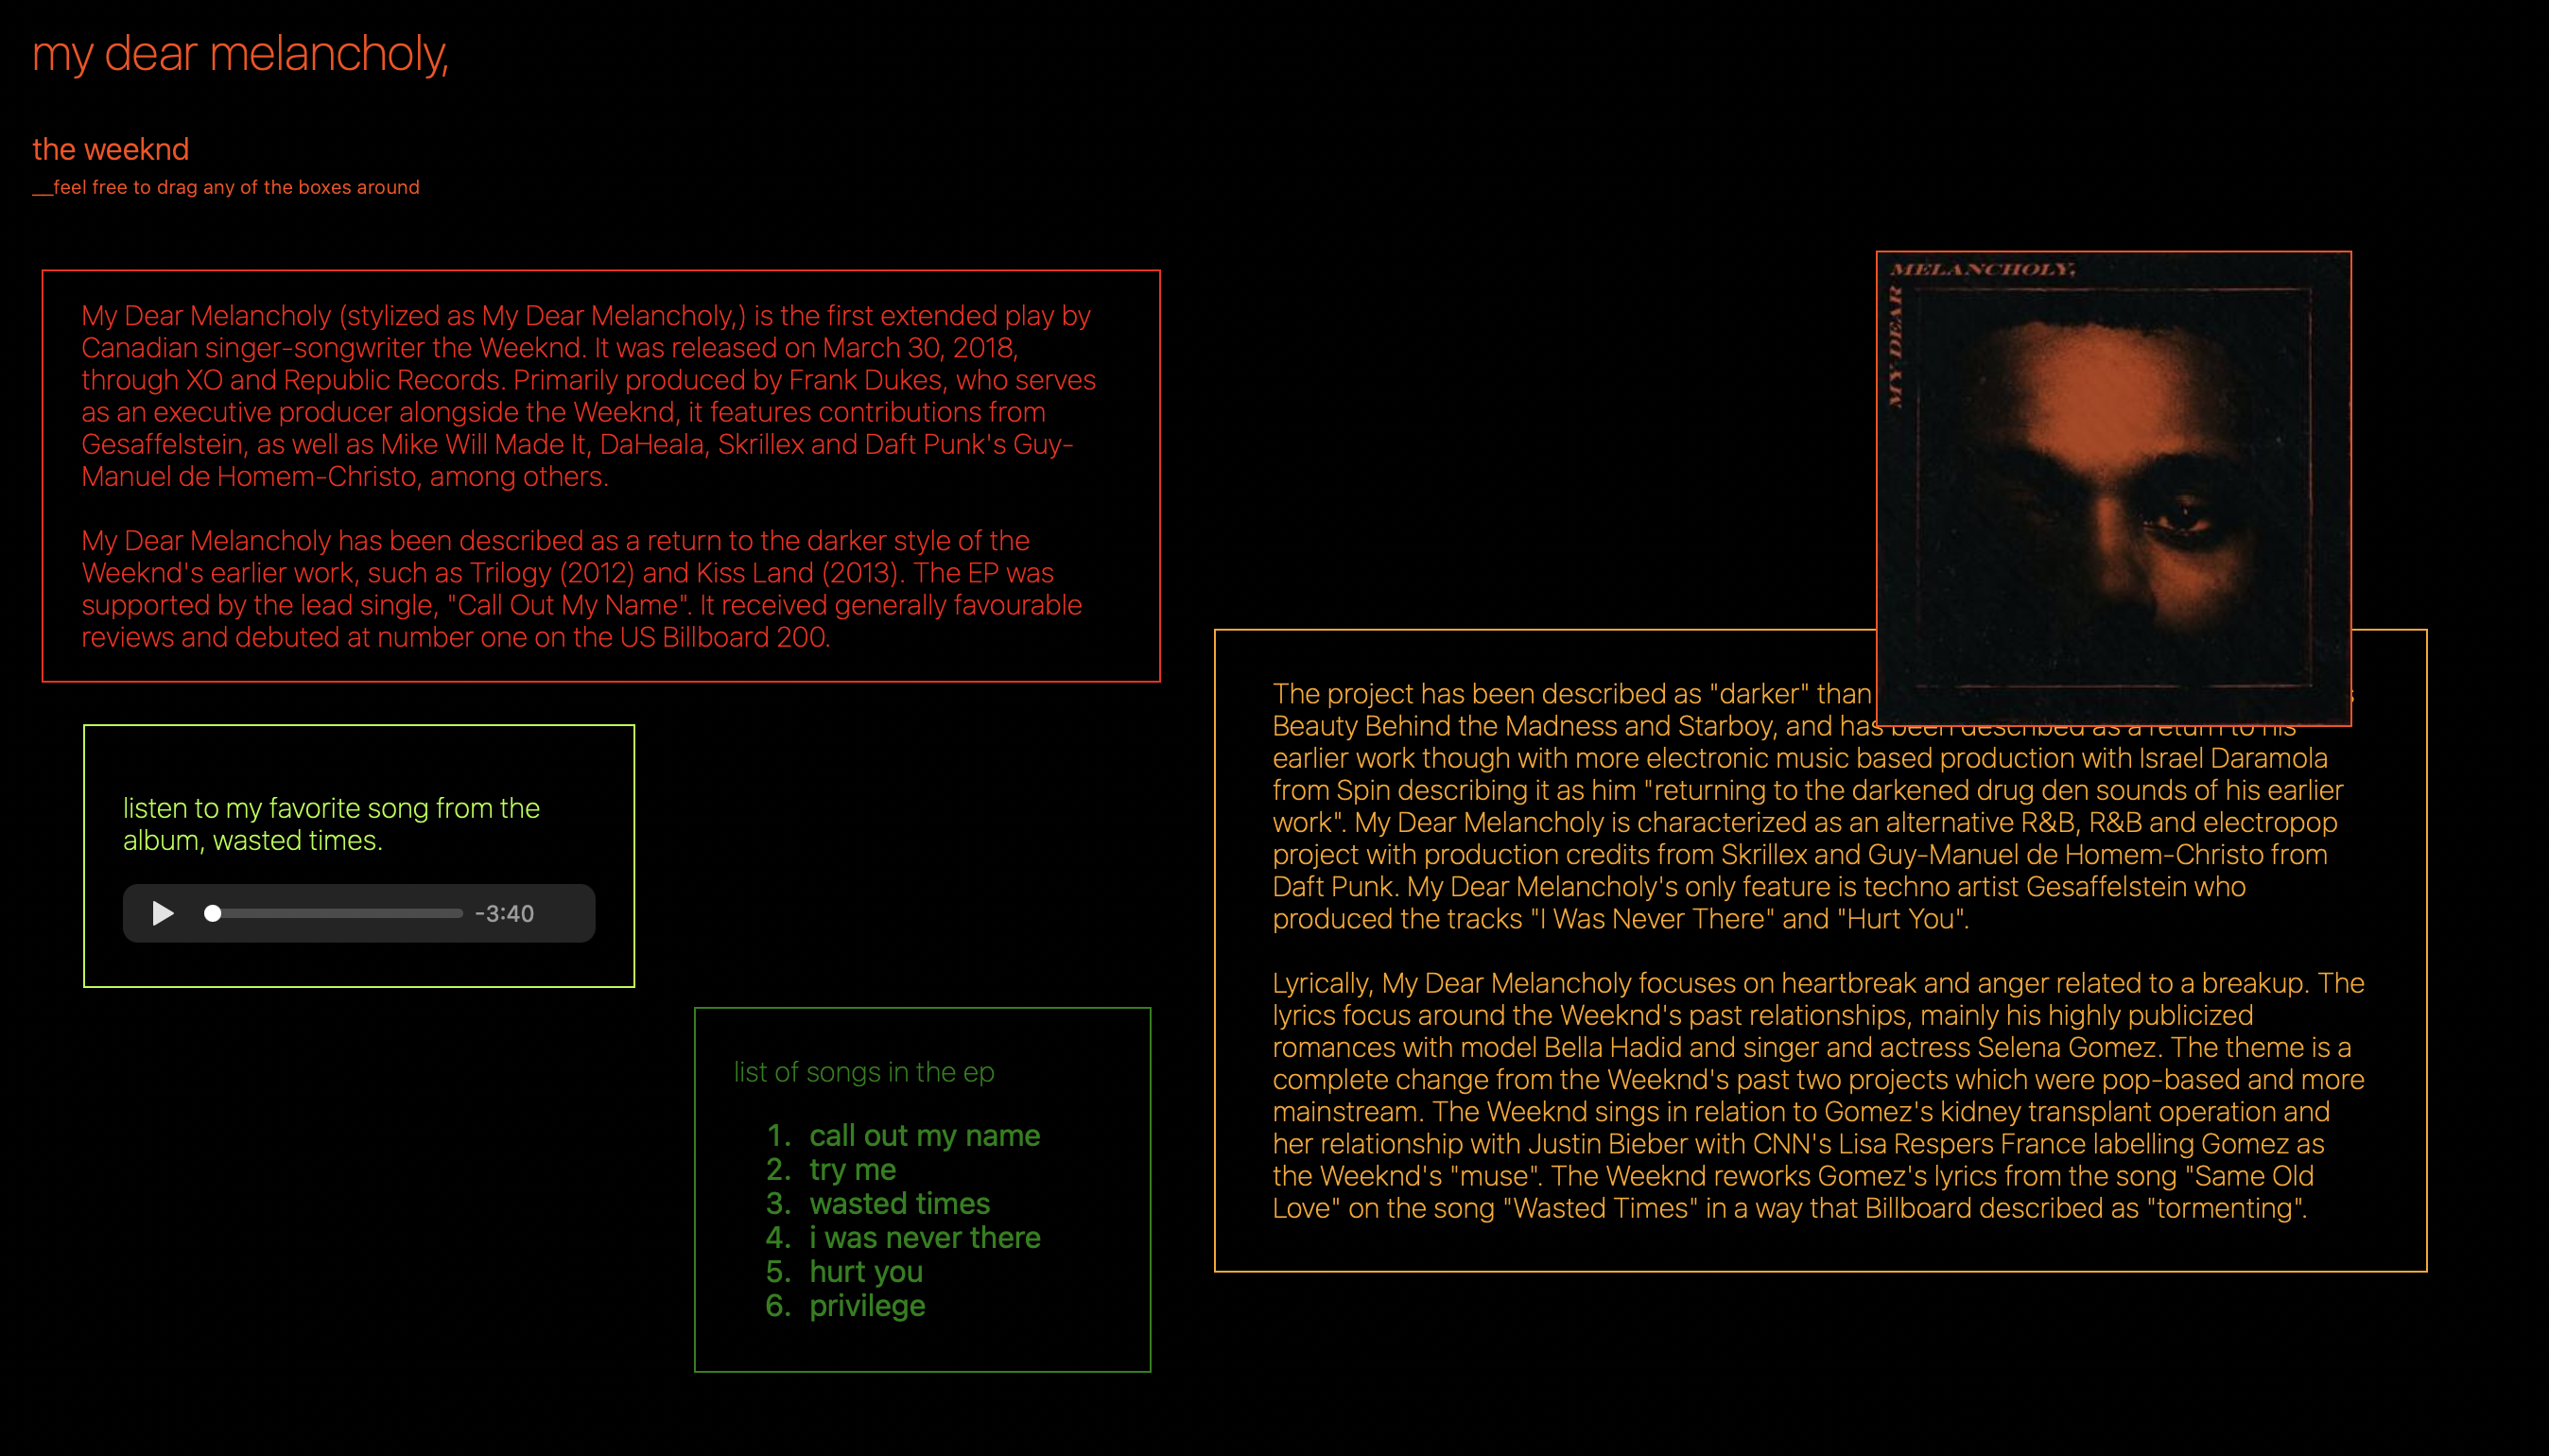 my dear melancholy,
the weeknd
__feel free to drag any of the boxes around
My Dear Melancholy (stylized as My Dear Melancholy,) is the first extended play by
Canadian singer-songwriter the Weeknd. It was released on March 30, 2018,
through XO and Republic Records. Primarily produced by Frank Dukes, who serves
as an executive producer alongside the Weeknd, it features contributions from
Gesaffelstein, as well as Mike Will Made It, DaHeala, Skrillex and Daft Punk's Guy-
Manuel de Homem-Christo, among others.
My Dear Melancholy has been described as a return to the darker style of the
Weeknd's earlier work, such as Trilogy (2012) and Kiss Land (2013). The EP was
supported by the lead single, "Call Out My Name". It received generally favourable
reviews and debuted at number one on the US Billboard 200.
listen to my favorite song from the
album, wasted times.
-3:40
list of songs in the ep
1. call out my name
2. try me
3. wasted times
4. i was never there
5. hurt you
6. privilege
MY DEAR
MELANCHOLY,
The project has been described as "darker" than
Beauty Behind the Madness and Starboy, and has been described as a return to his
earlier work though with more electronic music based production with Israel Daramola
from Spin describing it as him "returning to the darkened drug den sounds of his earlier
work". My Dear Melancholy is characterized as an alternative R&B, R&B and electropop
project with production credits from Skrillex and Guy-Manuel de Homem-Christo from
Daft Punk. My Dear Melancholy's only feature is techno artist Gesaffelstein who
produced the tracks "I Was Never There" and "Hurt You".
Lyrically, My Dear Melancholy focuses on heartbreak and anger related to a breakup. The
lyrics focus around the Weeknd's past relationships, mainly his highly publicized
romances with model Bella Hadid and singer and actress Selena Gomez. The theme is a
complete change from the Weeknd's past two projects which were pop-based and more
mainstream. The Weeknd sings in relation to Gomez's kidney transplant operation and
her relationship with Justin Bieber with CNN's Lisa Respers France labelling Gomez as
the Weeknd's "muse". The Weeknd reworks Gomez's lyrics from the song "Same Old
Love" on the song "Wasted Times" in a way that Billboard described as "tormenting".